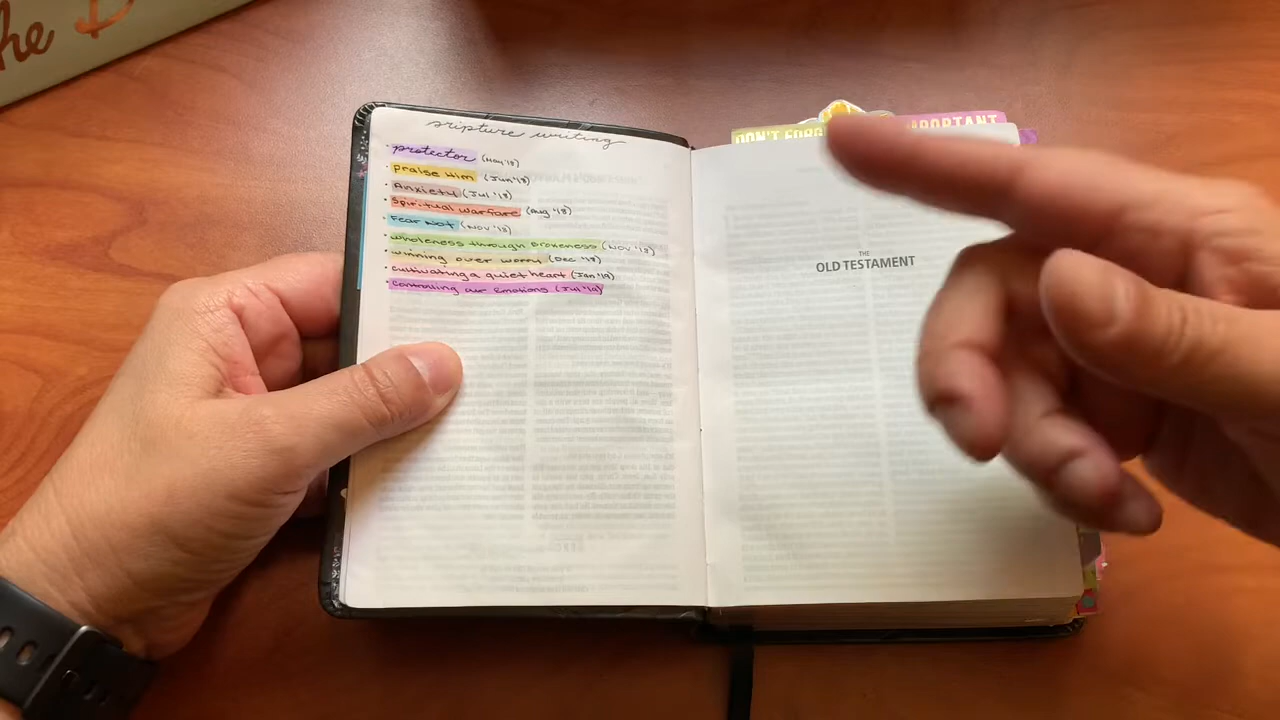 he
scripture writing
• protector (May '18)
• Praise Him (Jun '18)
• Anxiety (Jul '18)
• Spiritual Warfare (Aug '18)
• Fear Not (Nov '18)
• wholeness through brokenness (Nov '18)
• winning over worry (Dec '18)
• cultivating a quiet heart (Jan '19)
• Controlling our Emotions (Jul '19)
DON'T FORG
MPORTANT
THE
OLD TESTAMENT